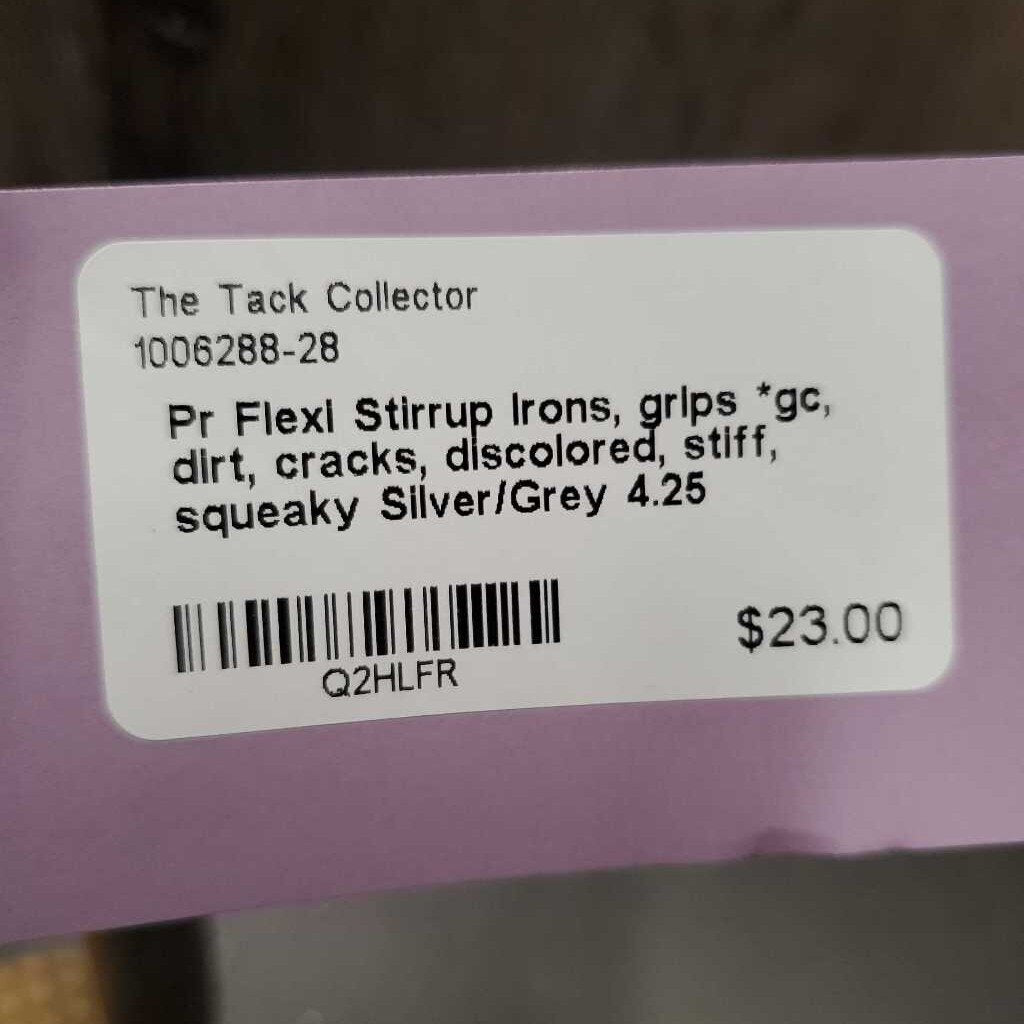 The Tack Collector
1006288-28
Pr Flexi Stirrup Irons, grips *gc,
dirt, cracks, discolored, stiff,
squeaky Silver/Grey 4.25
$23.00
Q2HLFR